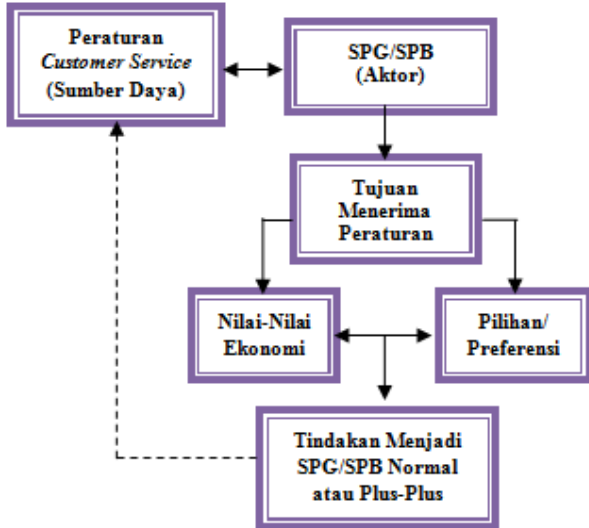 Peraturan
Customer Service
(Sumber Daya)
SPG/SPB
(Aktor)
Tujuan
Menerima
Peraturan
Nilai-Nilai
Ekonomi
Pilihan/
Preferensi
Tindakan Menjadi
SPG/SPB Normal
atau Plus-Plus